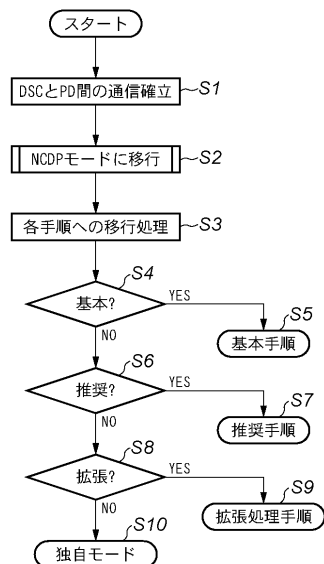 スタート
DSCとPD間の通信確立 S1
NCDPモードに移行 S2
各手順への移行処理 S3
S4
基本? YES
NO
S5
基本手順
S6
推奨? YES
NO
S7
推奨手順
S8
拡張? YES
NO
S9
拡張処理手順
S10
独自モード